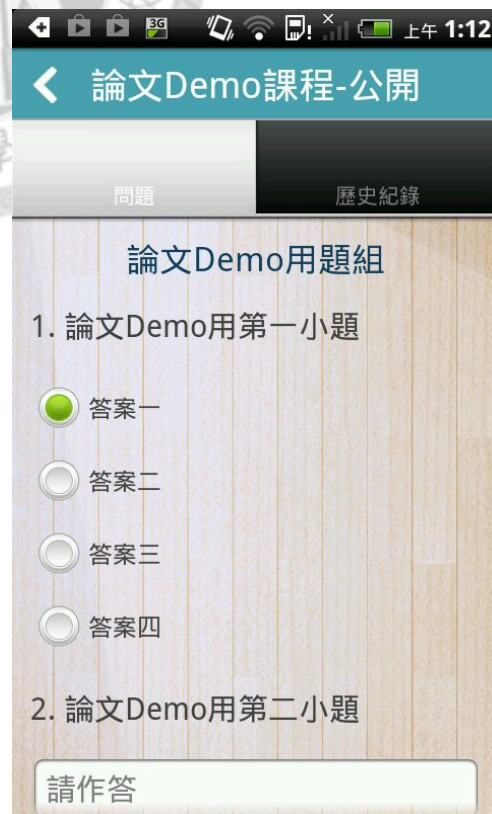 3G
上午 1:12
論文Demo課程-公開
問題
歷史紀錄
論文Demo用題組
1. 論文Demo用第一小題
答案一
答案二
答案三
答案四
2. 論文Demo用第二小題
請作答